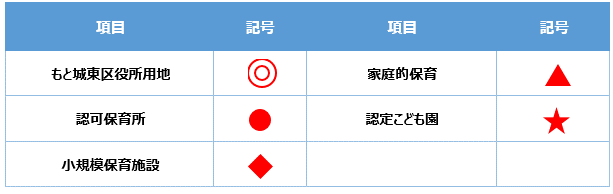 項目 記号 項目 記号
もと城東区役所用地 ◎ 家庭的保育 ▲
認可保育所 ● 認定こども園 ★
小規模保育施設 ◆